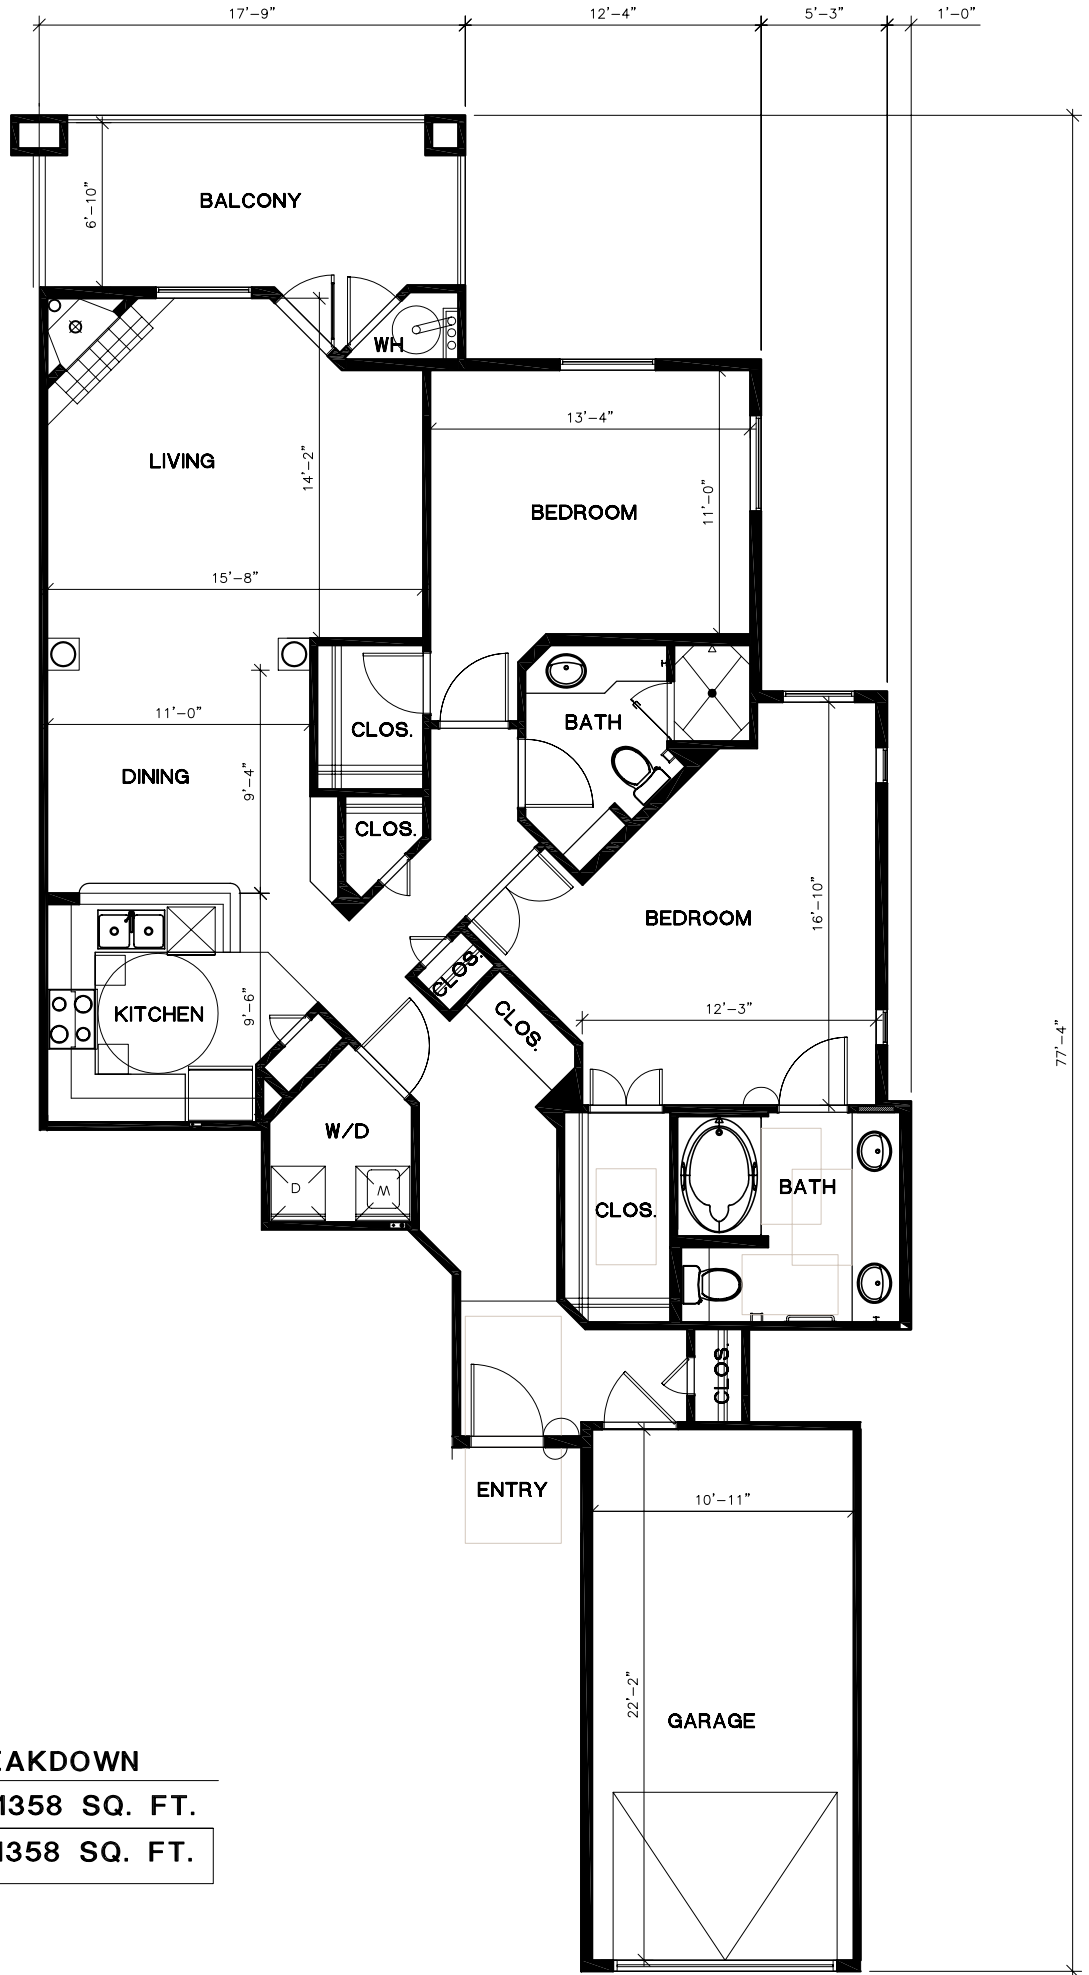 17'-9" 12'-4" 5'-3" 1'-0"
6'-10"
BALCONY
WH
13'-4"
LIVING
14'-2"
11'-0"
BEDROOM
15'-8"
11'-0"
BATH
CLOS.
DINING
9'-4"
CLOS.
16'-10"
BEDROOM
CLOS.
KITCHEN
9'-6"
CLOS.
12'-3"
77'-4"
W/D
D
M
BATH
CLOS.
CLOS.
ENTRY
10'-11"
22'-2"
GARAGE
EAKDOWN
1358 SQ. FT.
1358 SQ. FT.